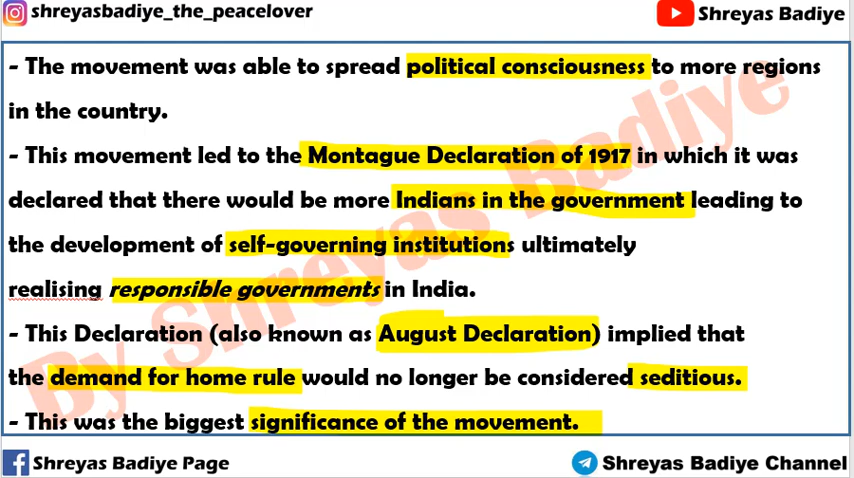 shreyasbadiye_the_peacelover
Shreyas Badiye
- The movement was able to spread political consciousness to more regions
in the country.
- This movement led to the Montague Declaration of 1917 in which it was
declared that there would be more Indians in the government leading to
the development of self-governing institutions ultimately
realising responsible governments in India.
- This Declaration (also known as August Declaration) implied that
the demand for home rule would no longer be considered seditious.
- This was the biggest significance of the movement.
By Shreyas Badiye
Shreyas Badiye Page
Shreyas Badiye Channel